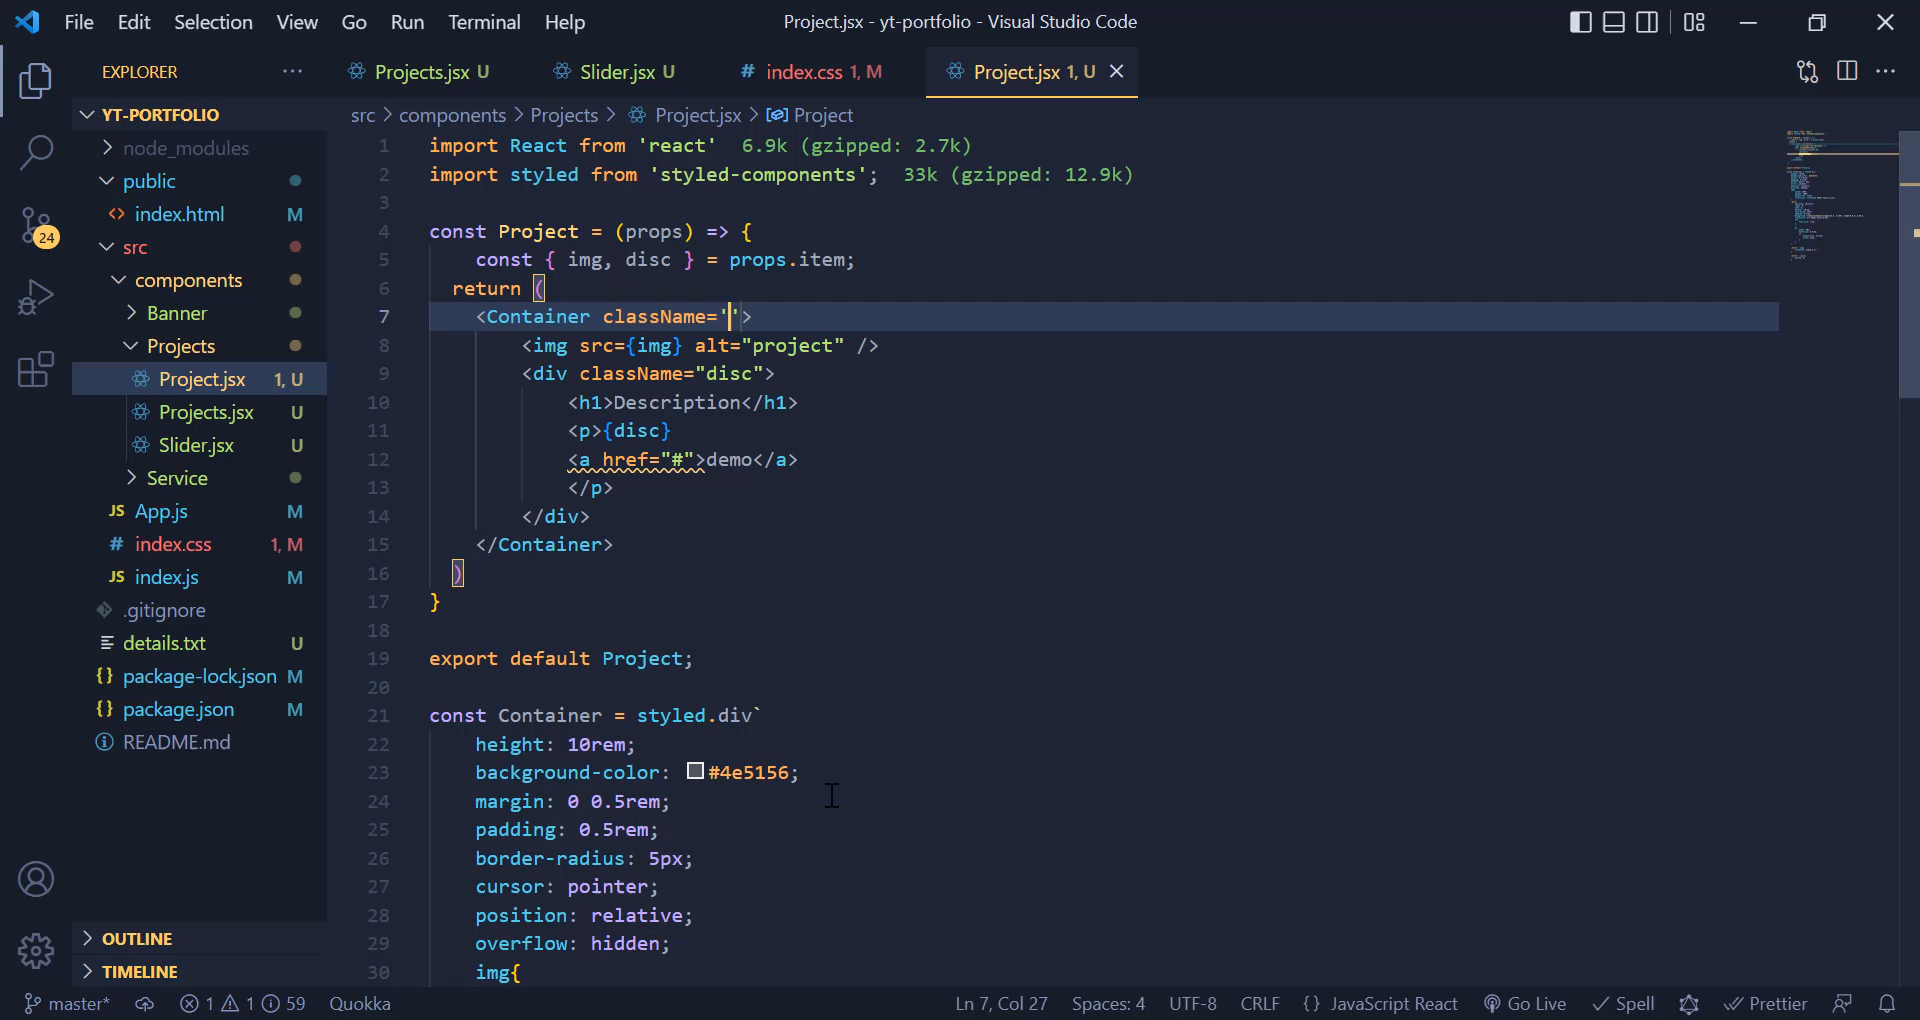 File Edit Selection View Go Run Terminal Help
Project.jsx - yt-portfolio - Visual Studio Code
EXPLORER ···
Projects.jsx U
Slider.jsx U
# index.css 1, M
Project.jsx 1, U
YT-PORTFOLIO
node_modules
public
<> index.html M
src
components
Banner
Projects
Project.jsx 1, U
Projects.jsx U
Slider.jsx U
Service
JS App.js M
# index.css 1, M
JS index.js M
.gitignore
details.txt U
{} package-lock.json M
{} package.json M
README.md
OUTLINE
TIMELINE
24
src > components > Projects > Project.jsx > Project
1 import React from 'react' 6.9k (gzipped: 2.7k)
2 import styled from 'styled-components'; 33k (gzipped: 12.9k)
3
4 const Project = (props) => {
5 const { img, disc } = props.item;
6 return (
7 <Container className=''>
8 <img src={img} alt="project" />
9 <div className="disc">
10 <h1>Description</h1>
11 <p>{disc}
12 <a href="#">demo</a>
13 </p>
14 </div>
15 </Container>
16 )
17 }
18
19 export default Project;
20
21 const Container = styled.div`
22 height: 10rem;
23 background-color: #4e5156;
24 margin: 0 0.5rem;
25 padding: 0.5rem;
26 border-radius: 5px;
27 cursor: pointer;
28 position: relative;
29 overflow: hidden;
30 img{
master* 1 1 59 Quokka
Ln 7, Col 27 Spaces: 4 UTF-8 CRLF {} JavaScript React Go Live Spell Prettier